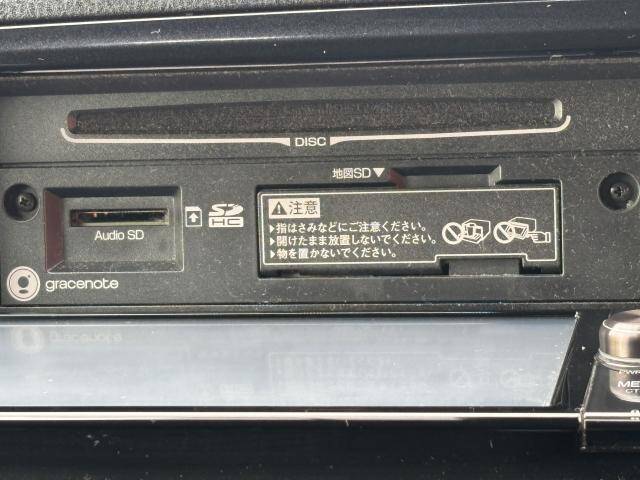 DISC
地図SD▼
注意
▶指はさみなどにご注意ください。
▶開けたまま放置しないでください。
▶物を置かないでください。
Audio SD
SD
HC
gracenote
PWR